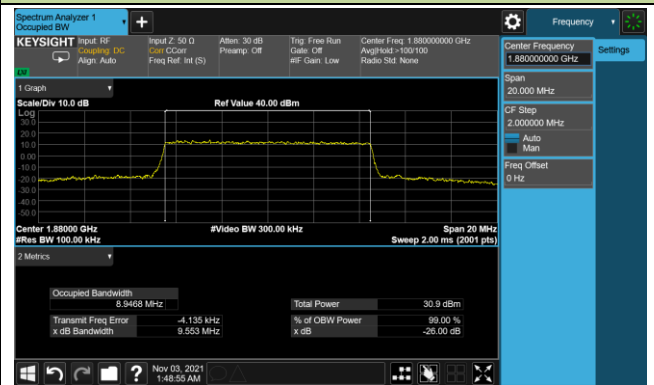 Spectrum Analyzer 1
Occupied BW
+
Frequency
KEYSIGHT
Input: RF
Coupling: DC
Align: Auto
Input Z: 50 Ω
Corr CCorr
Freq Ref: Int (S)
Atten: 30 dB
Preamp: Off
Trig: Free Run
Gate: Off
#IF Gain: Low
Center Freq: 1.880000000 GHz
Avg|Hold:>100/100
Radio Std: None
Center Frequency
1.880000000 GHz
Settings
Span
20.000 MHz
CF Step
2.000000 MHz
Auto
Man
Freq Offset
0 Hz
1 Graph
Scale/Div 10.0 dB
Ref Value 40.00 dBm
Log
30.0
20.0
10.0
0.00
-10.0
-20.0
-30.0
-40.0
-50.0
Center 1.88000 GHz
#Video BW 300.00 kHz
Span 20 MHz
#Res BW 100.00 kHz
Sweep 2.00 ms (2001 pts)
2 Metrics
Occupied Bandwidth
8.9468 MHz
Total Power
30.9 dBm
Transmit Freq Error
-4.135 kHz
% of OBW Power
99.00 %
x dB Bandwidth
9.553 MHz
x dB
-26.00 dB
?
Nov 03, 2021
1:48:55 AM